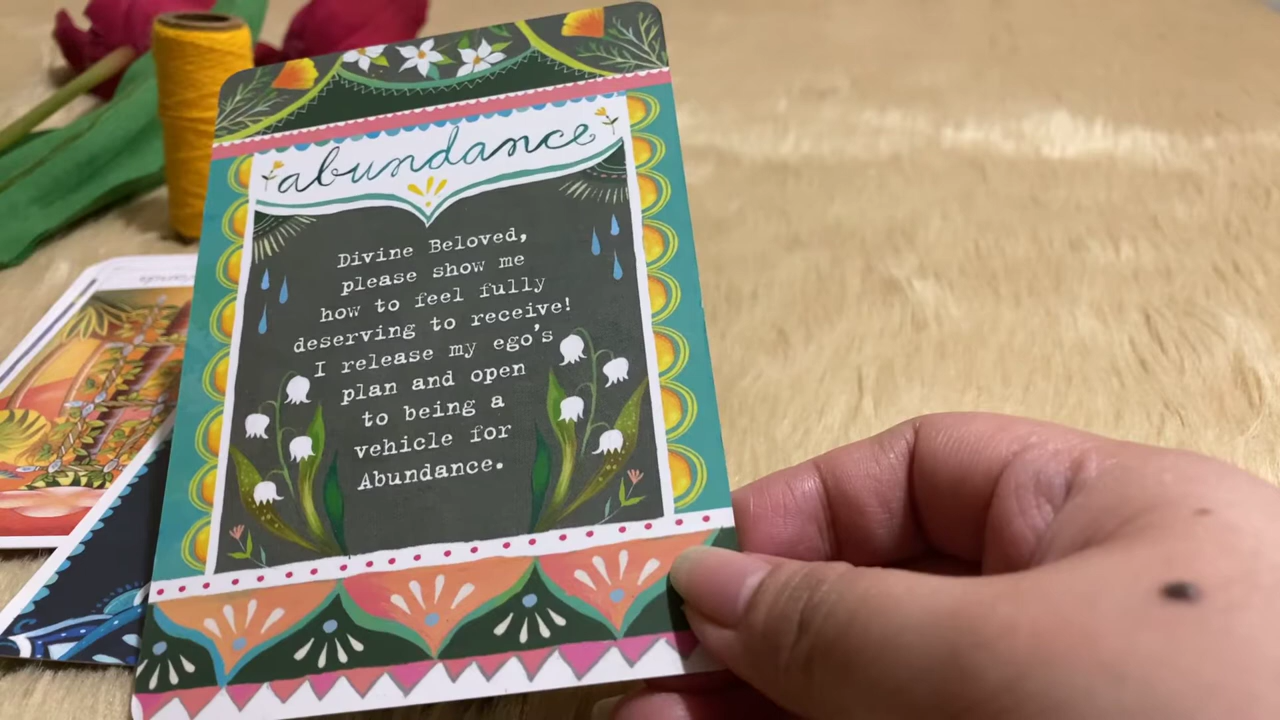 abundance
Divine Beloved,
please show me
how to feel fully
deserving to receive!
I release my ego's
plan and open
to being a
vehicle for
Abundance.